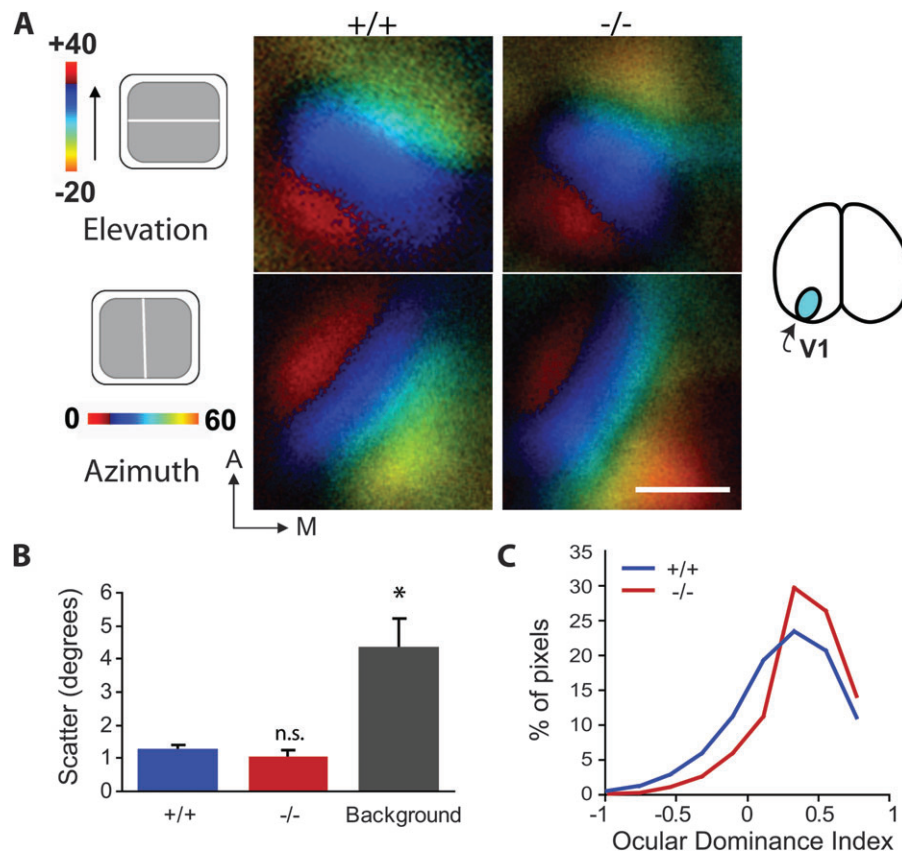 A
+/+
-/-
+40
-20
Elevation
V1
0 60
Azimuth
A
M
B
Scatter (degrees)
6
5
4
3
2
1
0
n.s.
*
+/+ -/- Background
C
% of pixels
35
30
25
20
15
10
5
0
+/+
-/-
-1 -0.5 0 0.5 1
Ocular Dominance Index